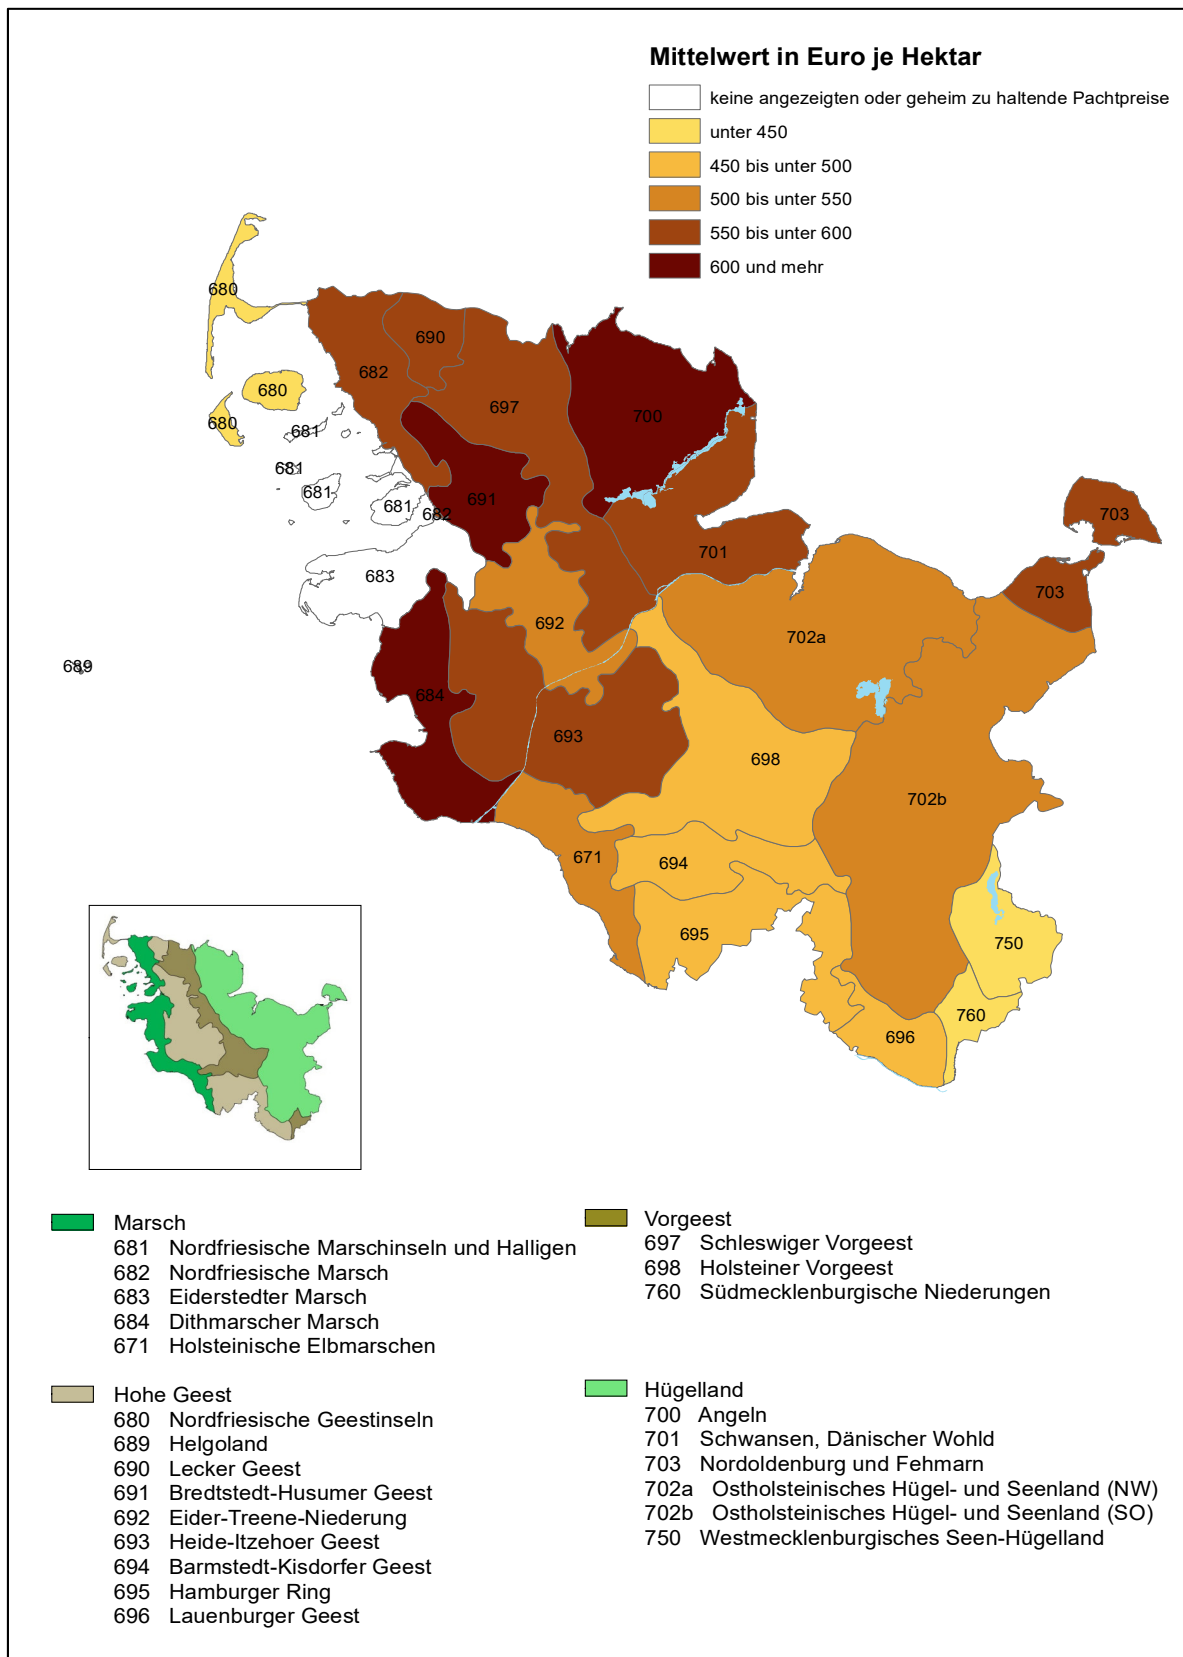 Mittelwert in Euro je Hektar
keine angezeigten oder geheim zu haltende Pachtpreise
unter 450
450 bis unter 500
500 bis unter 550
550 bis unter 600
600 und mehr
680
690
682
680
697
700
680
681
681
681
691
681
682
703
701
683
703
692
702a
689
684
693
698
702b
671
694
695
750
760
696
Marsch
681 Nordfriesische Marschinseln und Halligen
682 Nordfriesische Marsch
683 Eiderstedter Marsch
684 Dithmarscher Marsch
671 Holsteinische Elbmarschen
Hohe Geest
680 Nordfriesische Geestinseln
689 Helgoland
690 Lecker Geest
691 Bredtstedt-Husumer Geest
692 Eider-Treene-Niederung
693 Heide-Itzehoer Geest
694 Barmstedt-Kisdorfer Geest
695 Hamburger Ring
696 Lauenburger Geest
Vorgeest
697 Schleswiger Vorgeest
698 Holsteiner Vorgeest
760 Südmecklenburgische Niederungen
Hügelland
700 Angeln
701 Schwansen, Dänischer Wohld
703 Nordoldenburg und Fehmarn
702a Ostholsteinisches Hügel- und Seenland (NW)
702b Ostholsteinisches Hügel- und Seenland (SO)
750 Westmecklenburgisches Seen-Hügelland